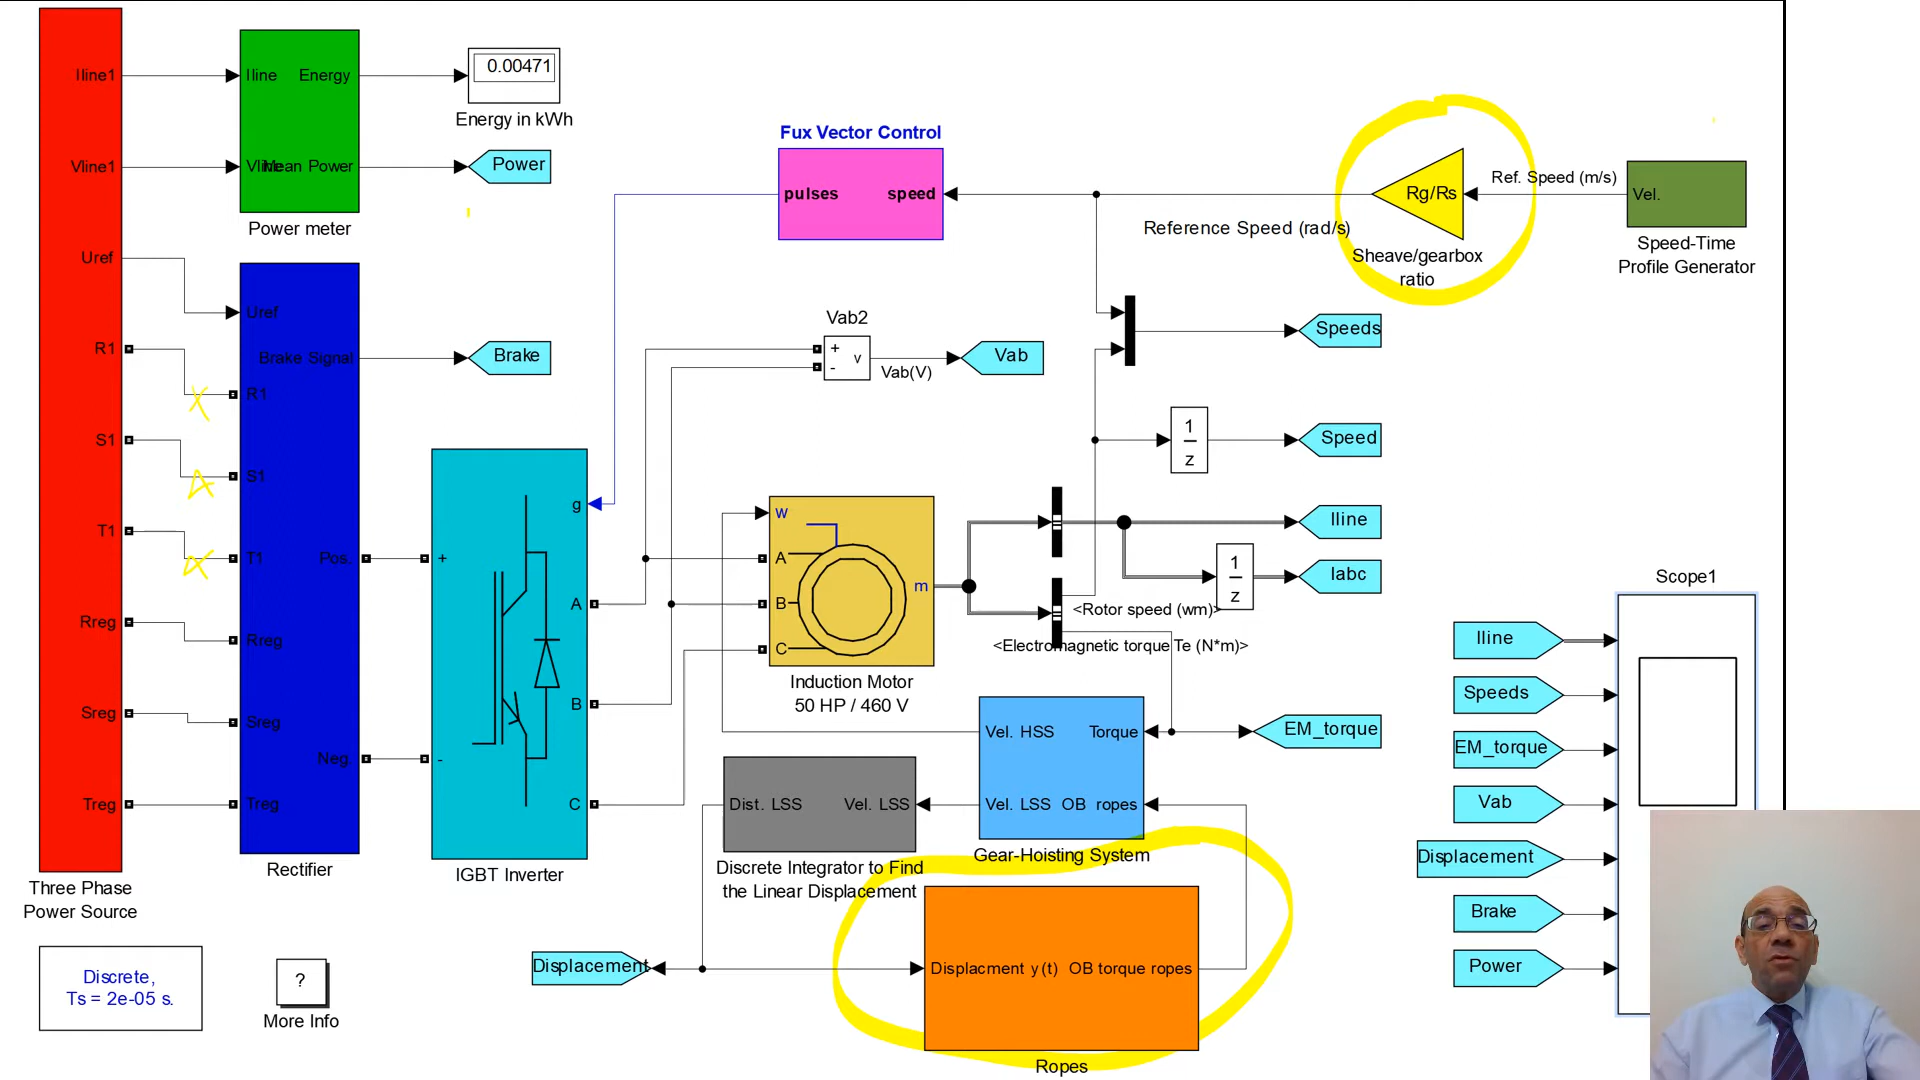 Iline1
Vline1
Uref
R1
S1
T1
Rreg
Sreg
Treg
Three Phase
Power Source
Iline
Energy
Vline
Mean Power
Power meter
0.00471
Energy in kWh
Power
Uref
Brake Signal
R1
S1
T1
Pos.
Rreg
Sreg
Neg.
Treg
Rectifier
Brake
g
+
A
B
-
C
IGBT Inverter
Fux Vector Control
pulses
speed
Reference Speed (rad/s)
Rg/Rs
Sheave/gearbox
ratio
Ref. Speed (m/s)
Vel.
Speed-Time
Profile Generator
Vab2
+
-
v
Vab(V)
Vab
Speeds
1
z
Speed
w
A
B
C
m
Induction Motor
50 HP / 460 V
Iline
1
z
Iabc
<Rotor speed (wm)>
<Electromagnetic torque Te (N*m)>
Vel. HSS
Torque
Vel. LSS
OB ropes
Gear-Hoisting System
EM_torque
Dist. LSS
Vel. LSS
Discrete Integrator to Find
the Linear Displacement
Displacement
Displacment y(t)
OB torque ropes
Ropes
Scope1
Iline
Speeds
EM_torque
Vab
Displacement
Brake
Power
Discrete,
Ts = 2e-05 s.
?
More Info